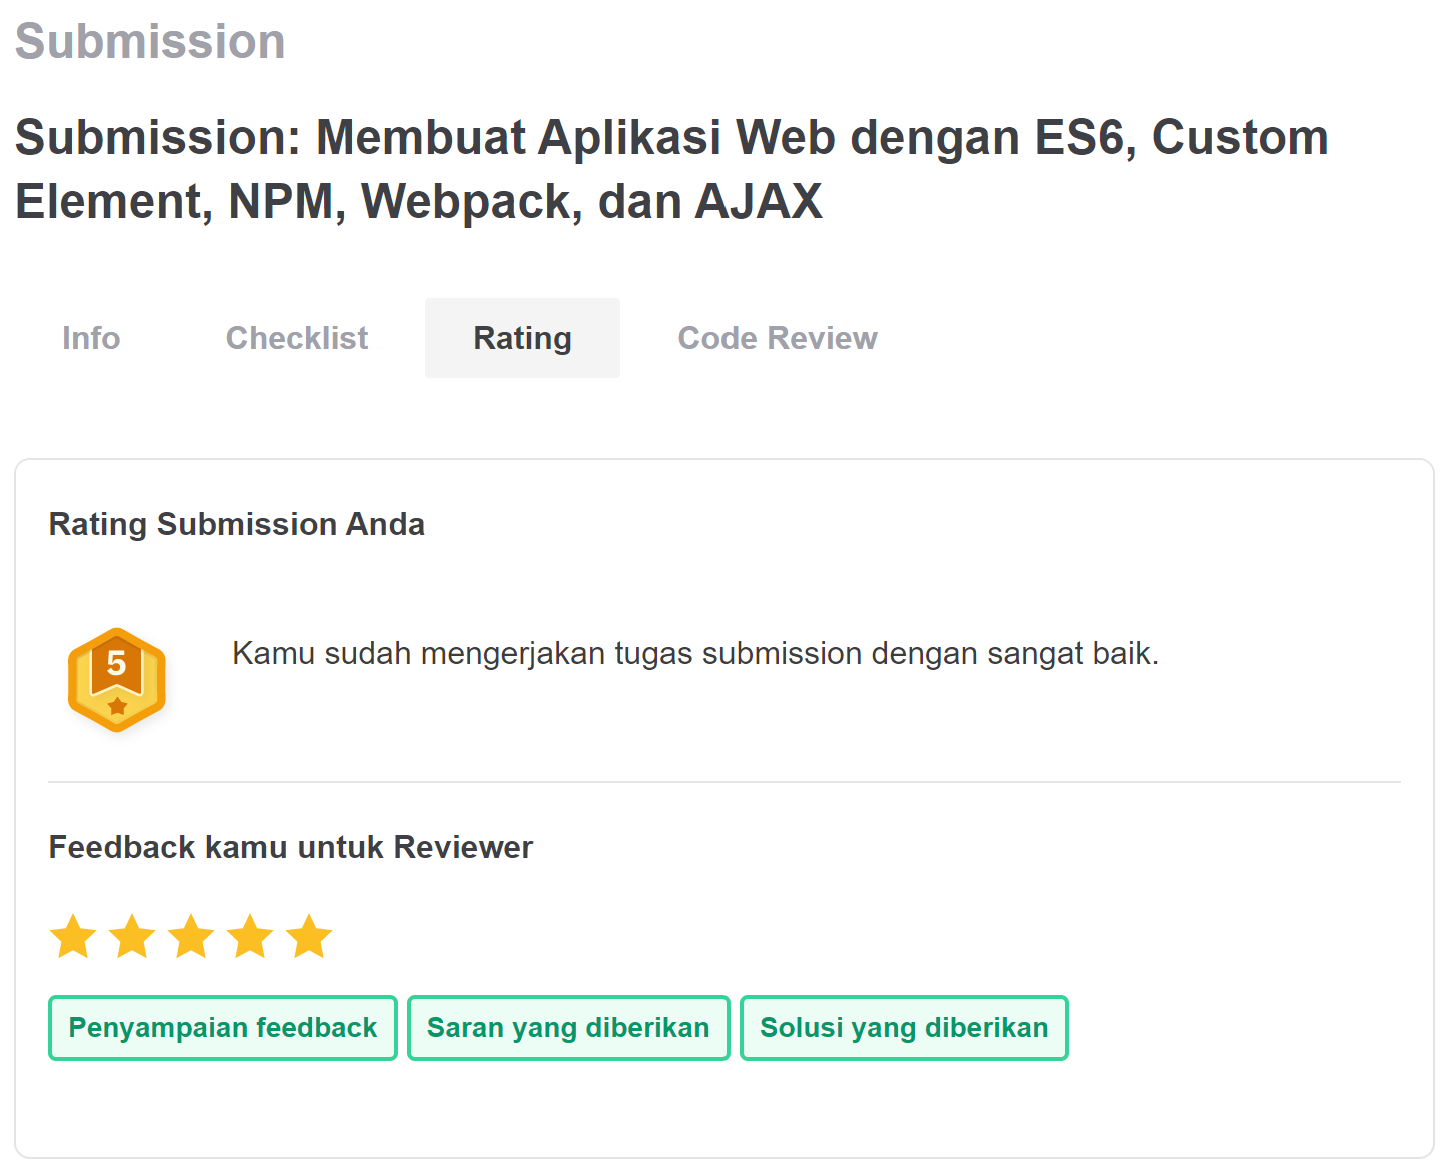 Submission
Submission: Membuat Aplikasi Web dengan ES6, Custom
Element, NPM, Webpack, dan AJAX
Info
Checklist
Rating
Code Review
Rating Submission Anda
5
Kamu sudah mengerjakan tugas submission dengan sangat baik.
Feedback kamu untuk Reviewer
Penyampaian feedback
Saran yang diberikan
Solusi yang diberikan